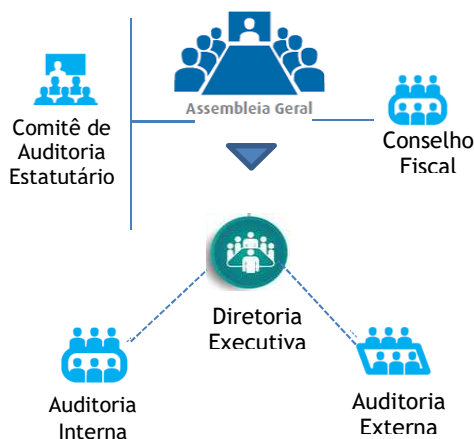 Assembleia Geral
Comitê de
Auditoria
Estatutário
Conselho
Fiscal
Diretoria
Executiva
Auditoria
Interna
Auditoria
Externa